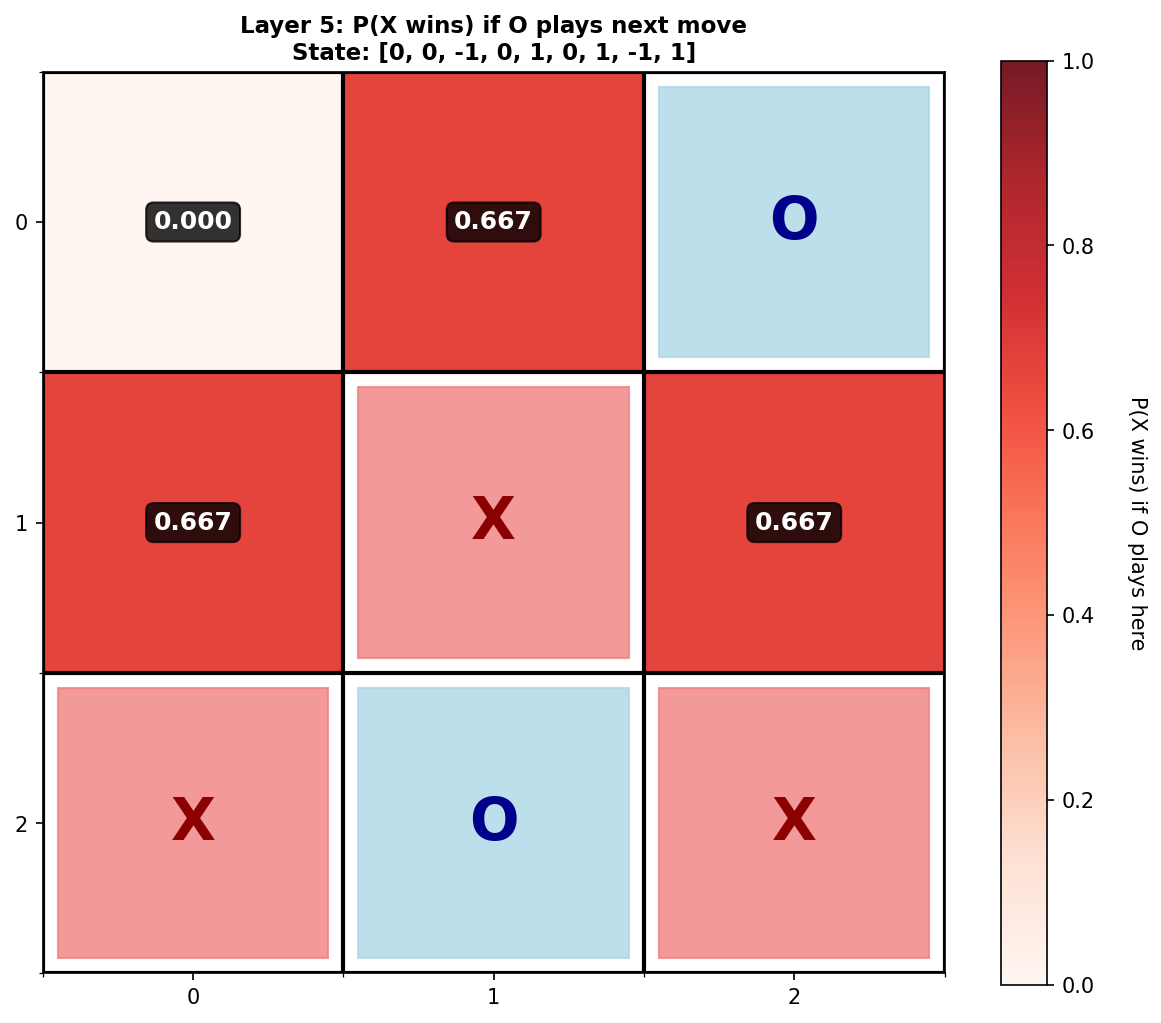 Layer 5: P(X wins) if O plays next move
State: [0, 0, -1, 0, 1, 0, 1, -1, 1]
0
0.000
0.667
O
1
0.667
X
0.667
2
X
O
X
0
1
2
1.0
0.8
0.6
0.4
0.2
0.0
P(X wins) if O plays here